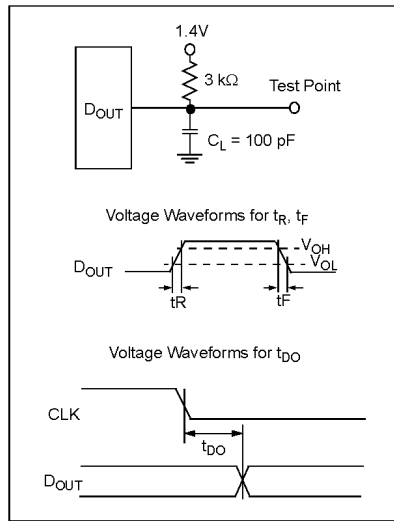 1.4V
3 kΩ
Test Point
DOUT
CL = 100 pF
Voltage Waveforms for tR, tF
VOH
DOUT
VOL
tR
tF
Voltage Waveforms for tDO
CLK
tDO
DOUT